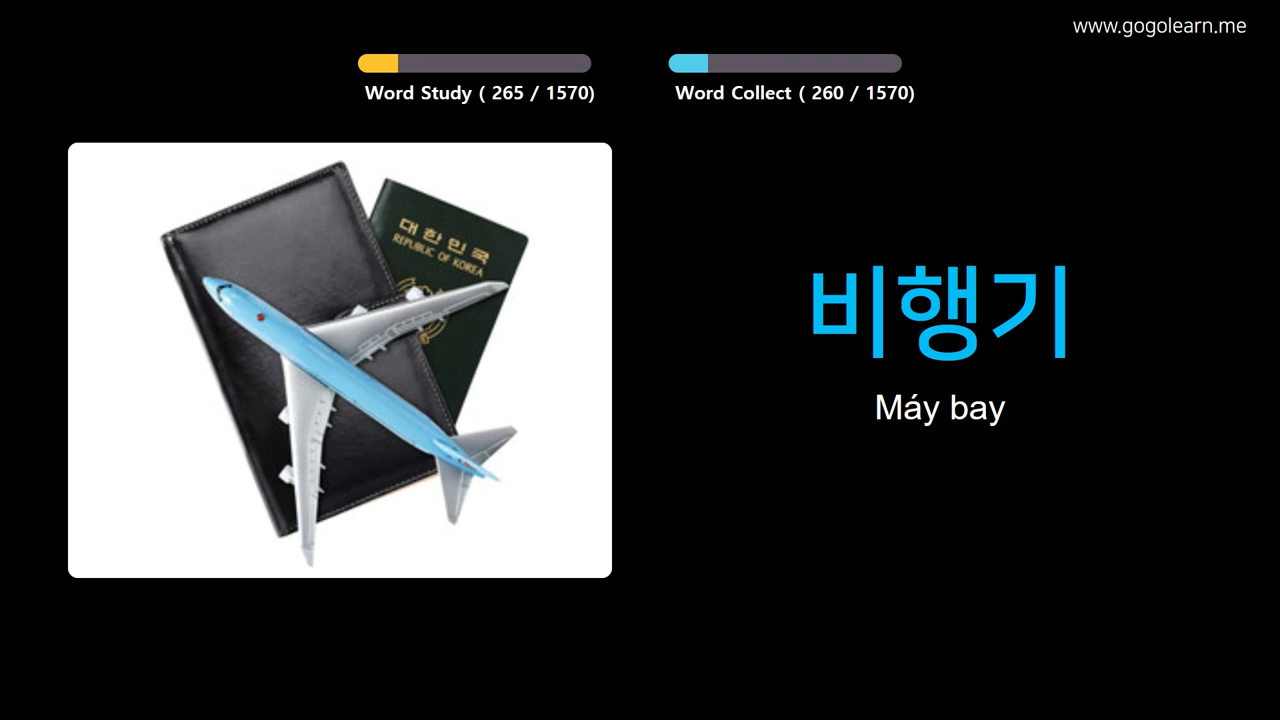 www.gogolearn.me
Word Study ( 265 / 1570)
Word Collect ( 260 / 1570)
대한민국
REPUBLIC OF KOREA
비행기
Máy bay